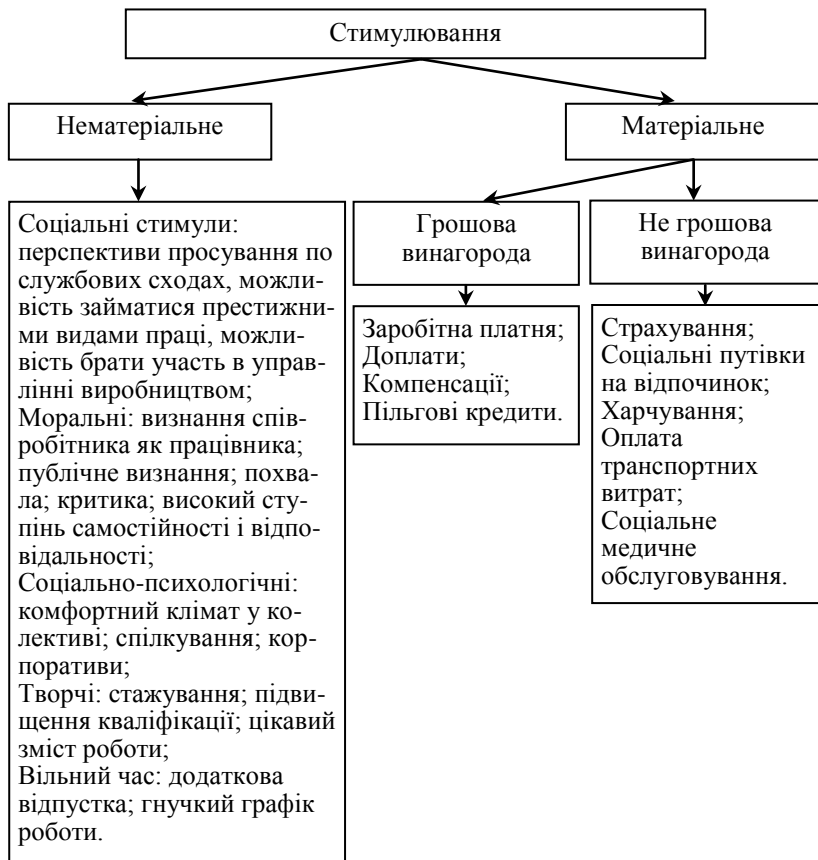 Стимулювання
Нематеріальне
Матеріальне
Соціальні стимули:
перспективи просування по
службових сходах, можли-
вість займатися престижни-
ми видами праці, можли-
вість брати участь в управ-
лінні виробництвом;
Моральні: визнання спів-
робітника як працівника;
публічне визнання; похва-
ла; критика; високий сту-
пінь самостійності і відпо-
відальності;
Соціально-психологічні:
комфортний клімат у ко-
лективі; спілкування; кор-
поративи;
Творчі: стажування; підви-
щення кваліфікації; цікавий
зміст роботи;
Вільний час: додаткова
відпустка; гнучкий графік
роботи.
Грошова
винагорода
Заробітна платня;
Доплати;
Компенсації;
Пільгові кредити.
Не грошова
винагорода
Страхування;
Соціальні путівки
на відпочинок;
Харчування;
Оплата
транспортних
витрат;
Соціальне
медичне
обслуговування.